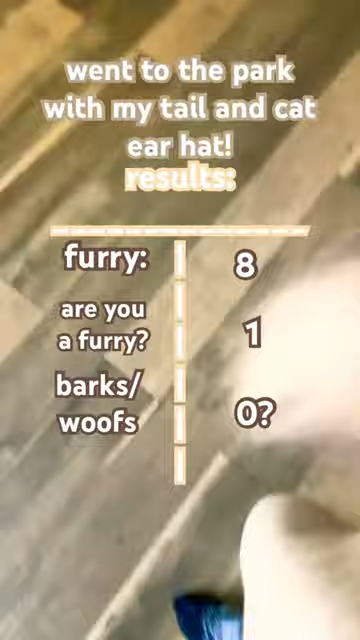 went to the park
with my tail and cat
ear hat!
results:
furry: 8
are you
a furry? 1
barks/
woofs 0?